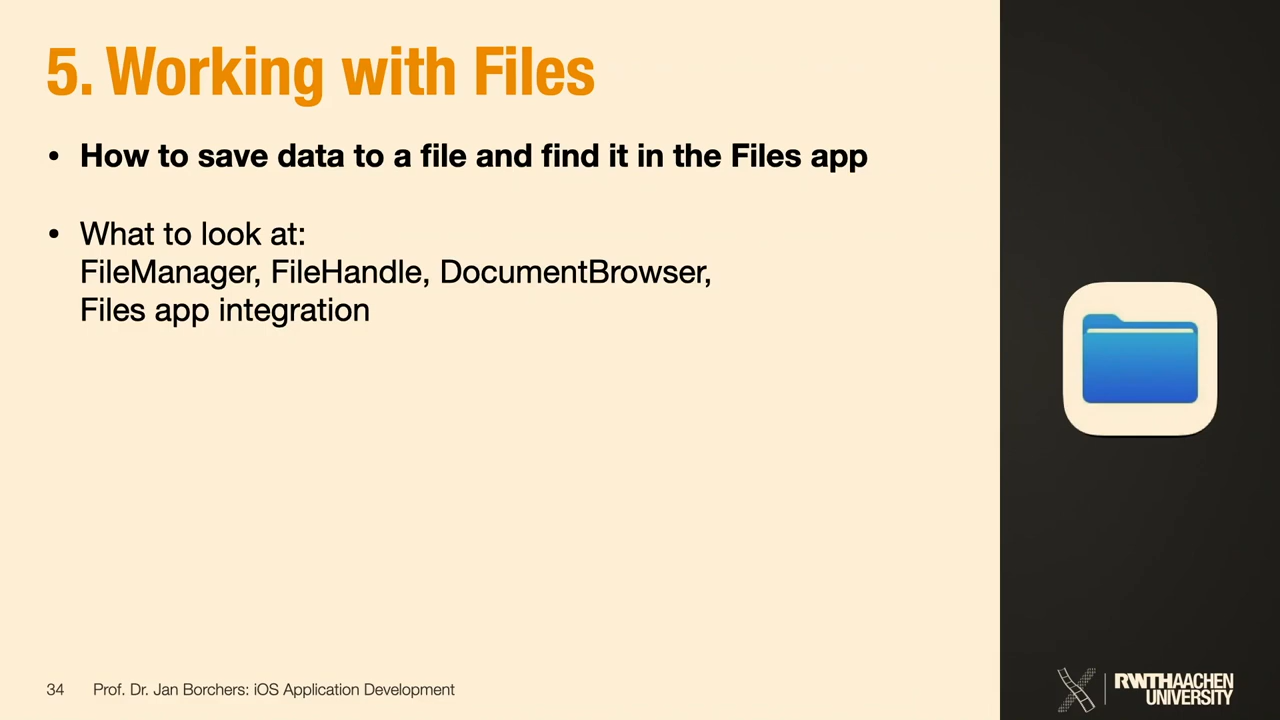 5. Working with Files
• How to save data to a file and find it in the Files app
• What to look at:
FileManager, FileHandle, DocumentBrowser,
Files app integration
34 Prof. Dr. Jan Borchers: iOS Application Development
RWTHAACHEN
UNIVERSITY